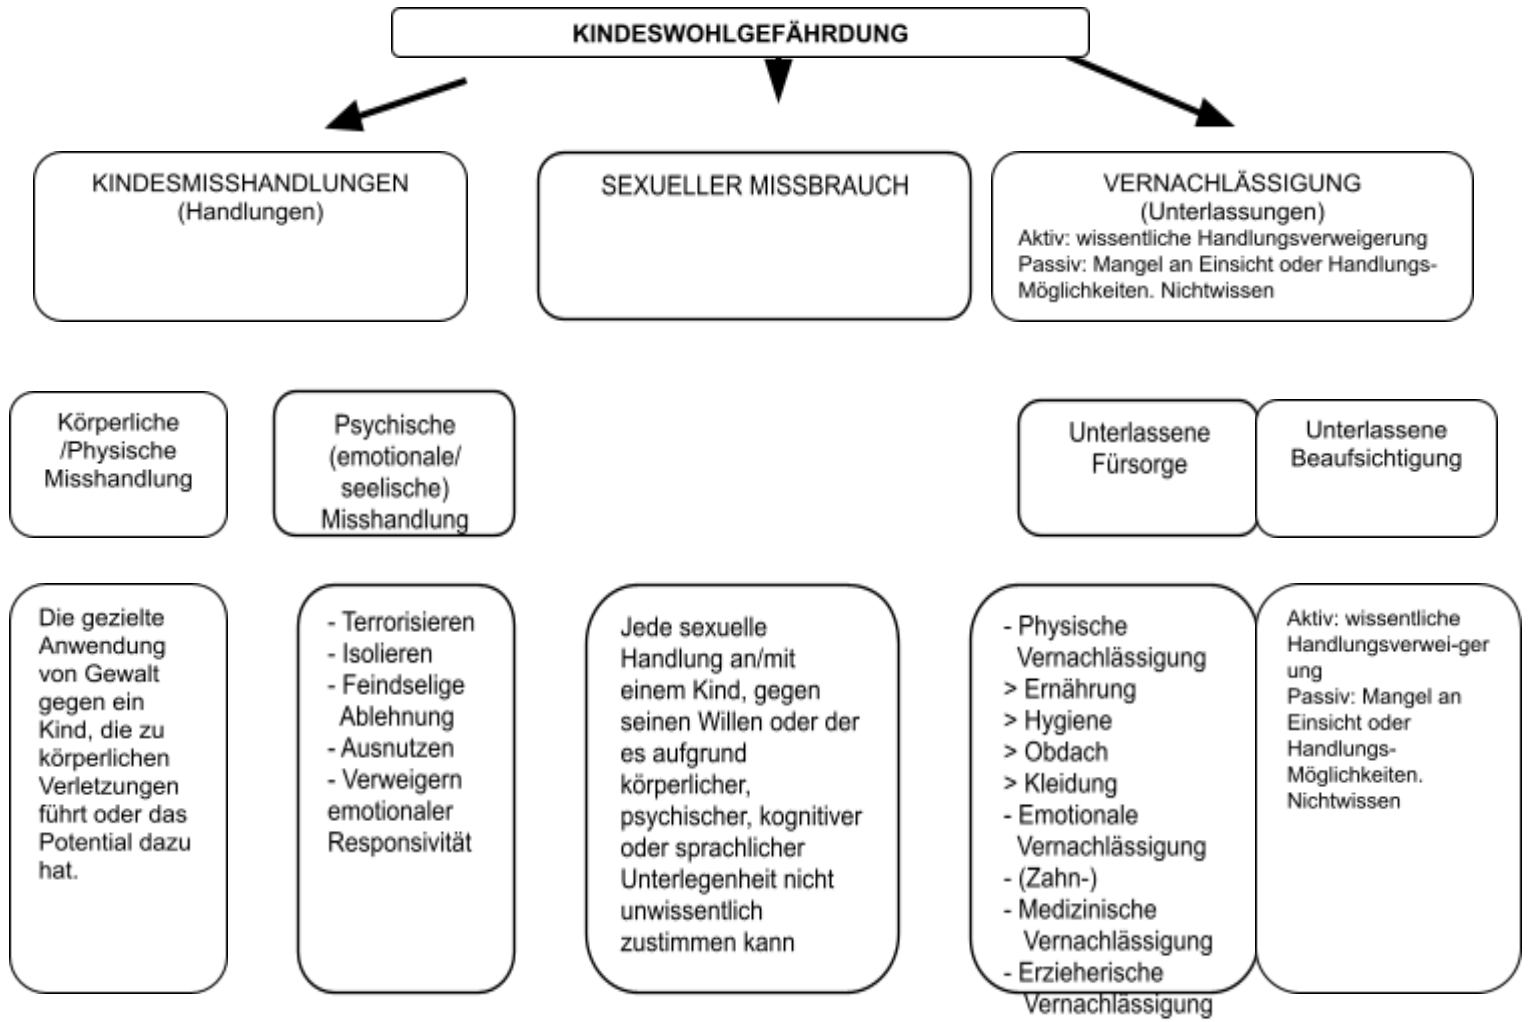 KINDESWOHLGEFÄHRDUNG
KINDESMISSHANDLUNGEN
(Handlungen)
SEXUELLER MISSBRAUCH
VERNACHLÄSSIGUNG
(Unterlassungen)
Aktiv: wissentliche Handlungsverweigerung
Passiv: Mangel an Einsicht oder Handlungs-
Möglichkeiten. Nichtwissen
Körperliche
/Physische
Misshandlung
Psychische
(emotionale/
seelische)
Misshandlung
Unterlassene
Fürsorge
Unterlassene
Beaufsichtigung
Die gezielte
Anwendung
von Gewalt
gegen ein
Kind, die zu
körperlichen
Verletzungen
führt oder das
Potential dazu
hat.
- Terrorisieren
- Isolieren
- Feindselige
Ablehnung
- Ausnutzen
- Verweigern
emotionaler
Responsivität
Jede sexuelle
Handlung an/mit
einem Kind, gegen
seinen Willen oder der
es aufgrund
körperlicher,
psychischer, kognitiver
oder sprachlicher
Unterlegenheit nicht
unwissentlich
zustimmen kann
- Physische
Vernachlässigung
> Ernährung
> Hygiene
> Obdach
> Kleidung
- Emotionale
Vernachlässigung
- (Zahn-)
- Medizinische
Vernachlässigung
- Erzieherische
Vernachlässigung
Aktiv: wissentliche
Handlungsverwei-ger
ung
Passiv: Mangel an
Einsicht oder
Handlungs-
Möglichkeiten.
Nichtwissen